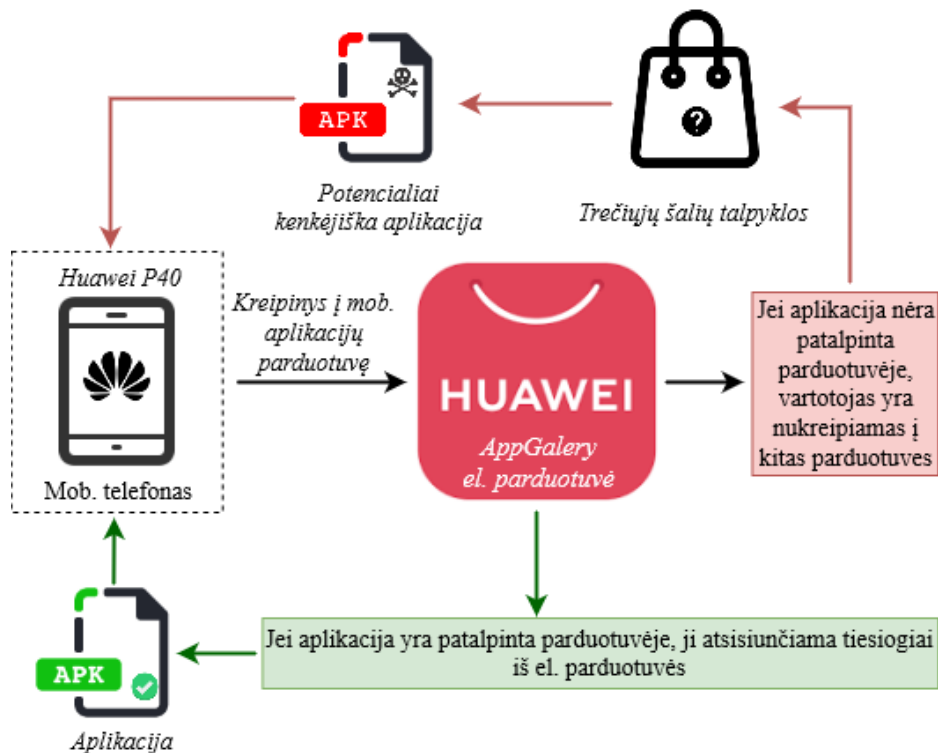 APK
?
Potencialiai
kenkėjiška aplikacija
Trečiųjų šalių talpyklos
Huawei P40
Mob. telefonas
Kreipinys į mob.
aplikacijų
parduotuvę
HUAWEI
AppGalery
el. parduotuvė
Jei aplikacija nėra
patalpinta
parduotuvėje,
vartotojas yra
nukreipiamas į
kitas parduotuves
Jei aplikacija yra patalpinta parduotuvėje, ji atsisiunčiama tiesiogiai
iš el. parduotuvės
APK
Aplikacija